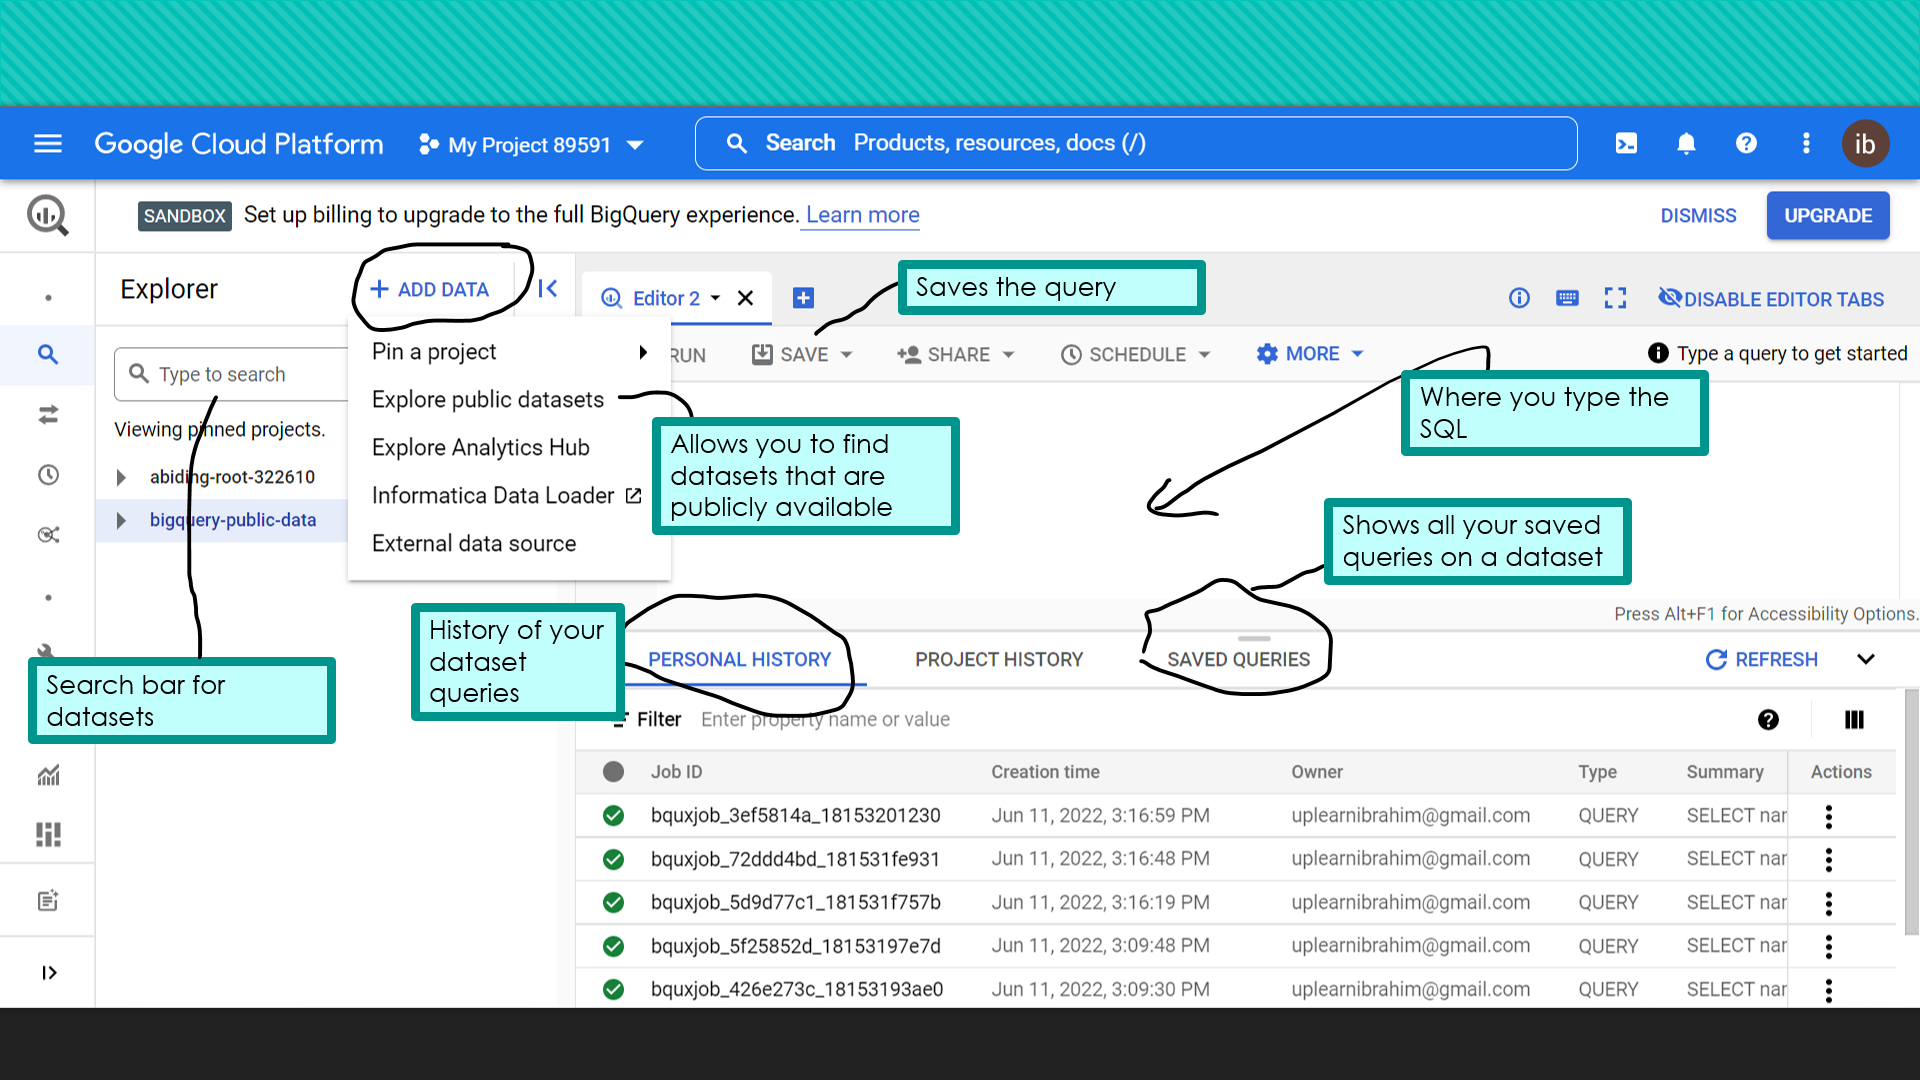 Google Cloud Platform My Project 89591 Search Products, resources, docs (/) ib
SANDBOX Set up billing to upgrade to the full BigQuery experience. Learn more DISMISS UPGRADE
Explorer + ADD DATA Editor 2 DISABLE EDITOR TABS
Saves the query
Pin a project RUN SAVE SHARE SCHEDULE MORE Type a query to get started
Type to search
Explore public datasets
Where you type the
SQL
Viewing pinned projects.
Explore Analytics Hub
Allows you to find
datasets that are
publicly available
abiding-root-322610
Informatica Data Loader
bigquery-public-data
External data source
Shows all your saved
queries on a dataset
Press Alt+F1 for Accessibility Options.
History of your
dataset
queries
PERSONAL HISTORY PROJECT HISTORY SAVED QUERIES REFRESH
Search bar for
datasets
Filter Enter property name or value
Job ID Creation time Owner Type Summary Actions
bquxjob_3ef5814a_18153201230 Jun 11, 2022, 3:16:59 PM uplearnibrahim@gmail.com QUERY SELECT nar
bquxjob_72ddd4bd_181531fe931 Jun 11, 2022, 3:16:48 PM uplearnibrahim@gmail.com QUERY SELECT nar
bquxjob_5d9d77c1_181531f757b Jun 11, 2022, 3:16:19 PM uplearnibrahim@gmail.com QUERY SELECT nar
bquxjob_5f25852d_18153197e7d Jun 11, 2022, 3:09:48 PM uplearnibrahim@gmail.com QUERY SELECT nar
bquxjob_426e273c_18153193ae0 Jun 11, 2022, 3:09:30 PM uplearnibrahim@gmail.com QUERY SELECT nar